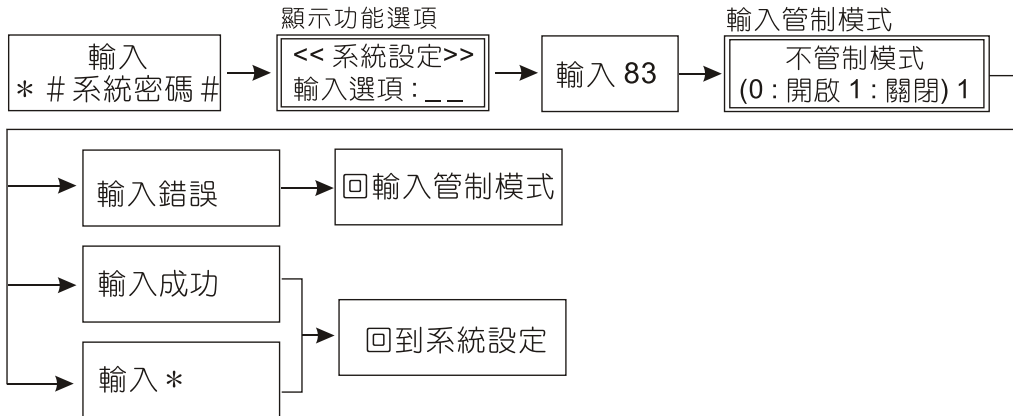 顯示功能選項
輸入管制模式
輸入
＊＃系統密碼＃
<< 系統設定>>
輸入選項：_ _
輸入 83
不管制模式
(0：開啟 1：關閉) 1
輸入錯誤
回輸入管制模式
輸入成功
回到系統設定
輸入＊